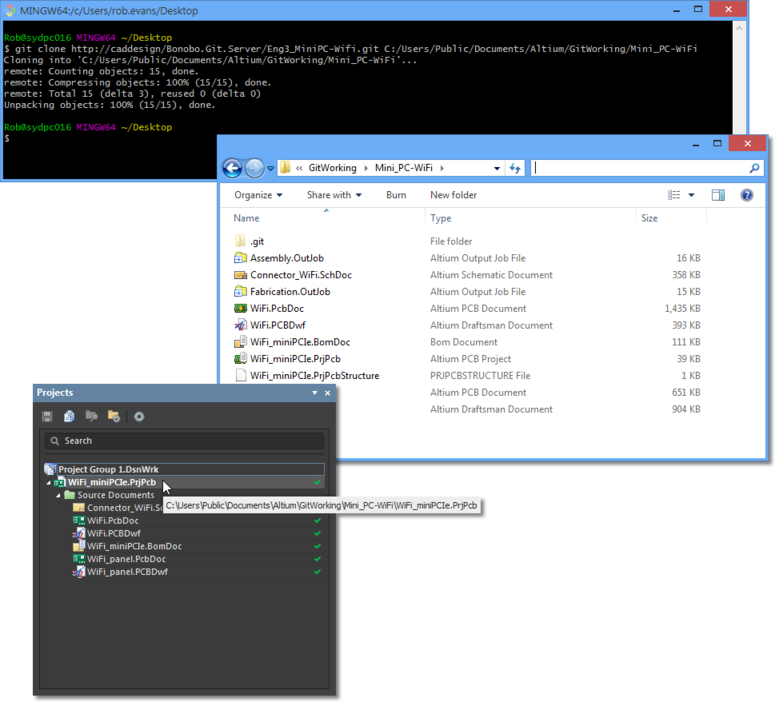 MINGW64:/c/Users/rob.evans/Desktop
Rob@sydpc016 MINGW64 ~/Desktop
$ git clone http://caddesign/Bonobo.Git.Server/Eng3_MiniPC-Wifi.git C:/Users/Public/Documents/Altium/GitWorking/Mini_PC-WiFi
Cloning into 'C:/Users/Public/Documents/Altium/GitWorking/Mini_PC-WiFi'...
remote: Counting objects: 15, done.
remote: Compressing objects: 100% (15/15), done.
remote: Total 15 (delta 3), reused 0 (delta 0)
Unpacking objects: 100% (15/15), done.
Rob@sydpc016 MINGW64 ~/Desktop
$
« GitWorking Mini_PC-WiFi
Organize Share with Burn New folder
Name Type Size
.git File folder
Assembly.OutJob Altium Output Job File 16 KB
Connector_WiFi.SchDoc Altium Schematic Document 358 KB
Fabrication.OutJob Altium Output Job File 15 KB
WiFi.PcbDoc Altium PCB Document 1,435 KB
WiFi.PCBDwf Altium Draftsman Document 393 KB
WiFi_miniPCIe.BomDoc Bom Document 111 KB
WiFi_miniPCIe.PrjPcb Altium PCB Project 39 KB
WiFi_miniPCIe.PrjPcbStructure PRJPCBSTRUCTURE File 1 KB
Altium PCB Document 651 KB
Altium Draftsman Document 904 KB
Projects
Search
Project Group 1.DsnWrk
WiFi_miniPCIe.PrjPcb
Source Documents
Connector_WiFi.S
C:\Users\Public\Documents\Altium\GitWorking\Mini_PC-WiFi\WiFi_miniPCIe.PrjPcb
WiFi.PcbDoc
WiFi.PCBDwf
WiFi_miniPCIe.BomDoc
WiFi_panel.PcbDoc
WiFi_panel.PCBDwf